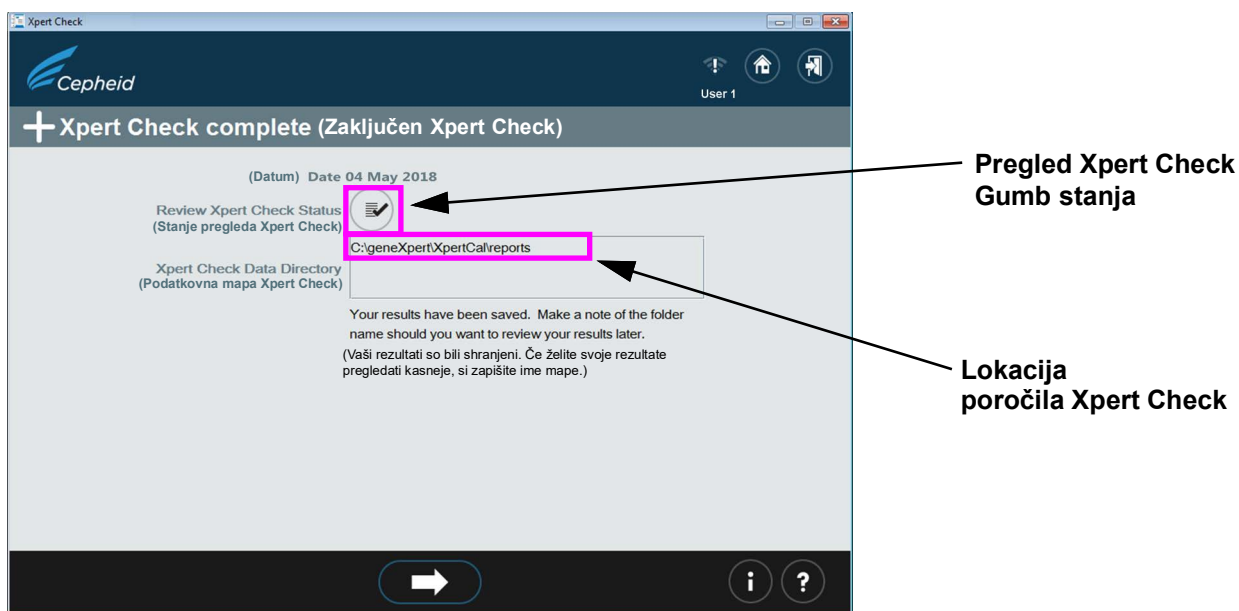 Xpert Check
Cepheid
User 1
Xpert Check complete (Zaključen Xpert Check)
(Datum) Date 04 May 2018
Review Xpert Check Status
(Stanje pregleda Xpert Check)
C:\geneXpert\XpertCal\reports
Xpert Check Data Directory
(Podatkovna mapa Xpert Check)
Your results have been saved. Make a note of the folder
name should you want to review your results later.
(Vaši rezultati so bili shranjeni. Če želite svoje rezultate
pregledati kasneje, si zapišite ime mape.)
Pregled Xpert Check
Gumb stanja
Lokacija
poročila Xpert Check
i ?